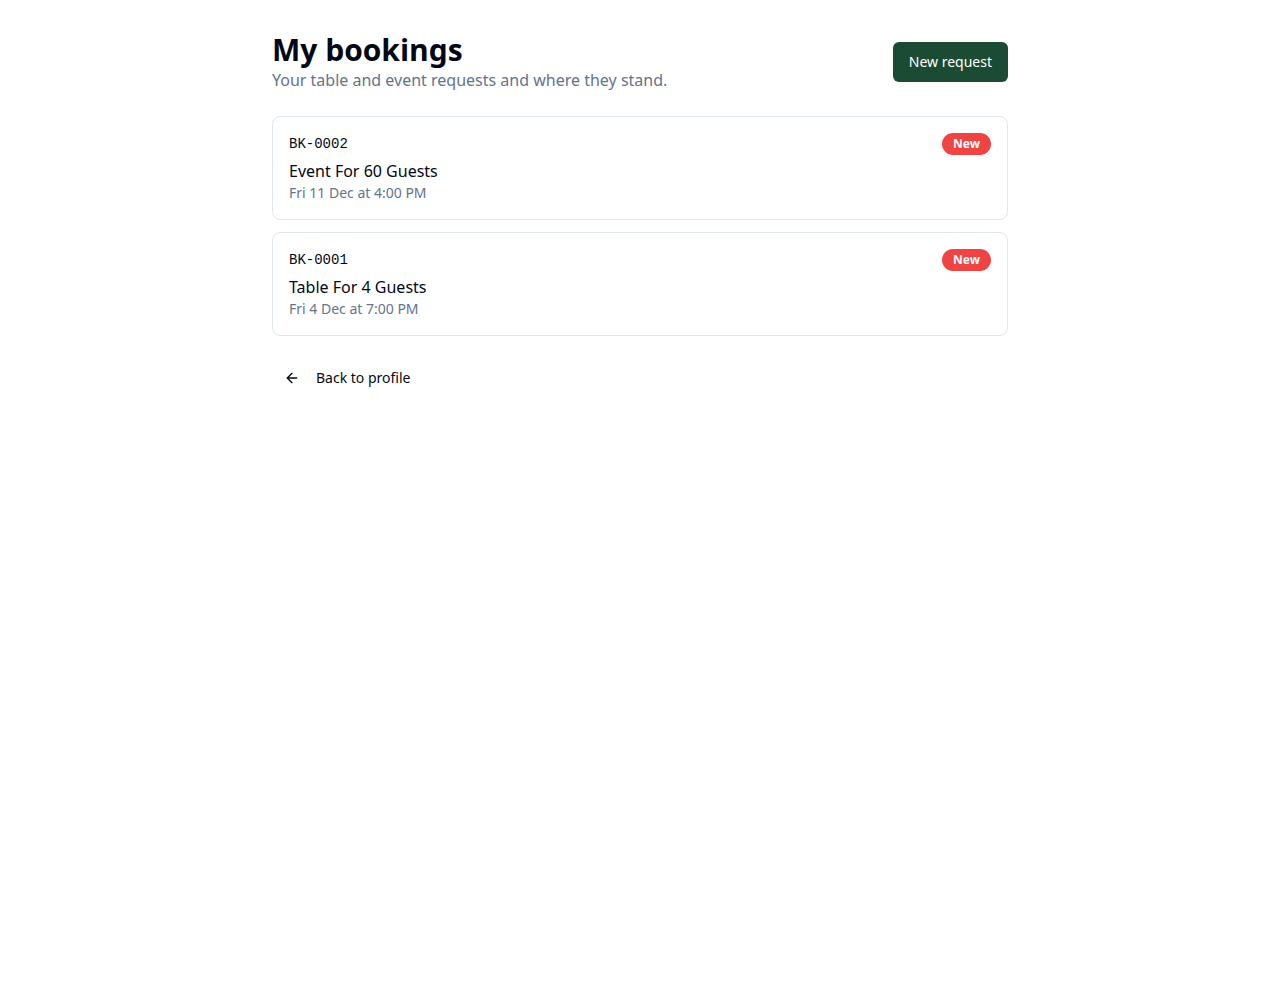 My bookings
Your table and event requests and where they stand.
New request
BK-0002
New
Event For 60 Guests
Fri 11 Dec at 4:00 PM
BK-0001
New
Table For 4 Guests
Fri 4 Dec at 7:00 PM
Back to profile